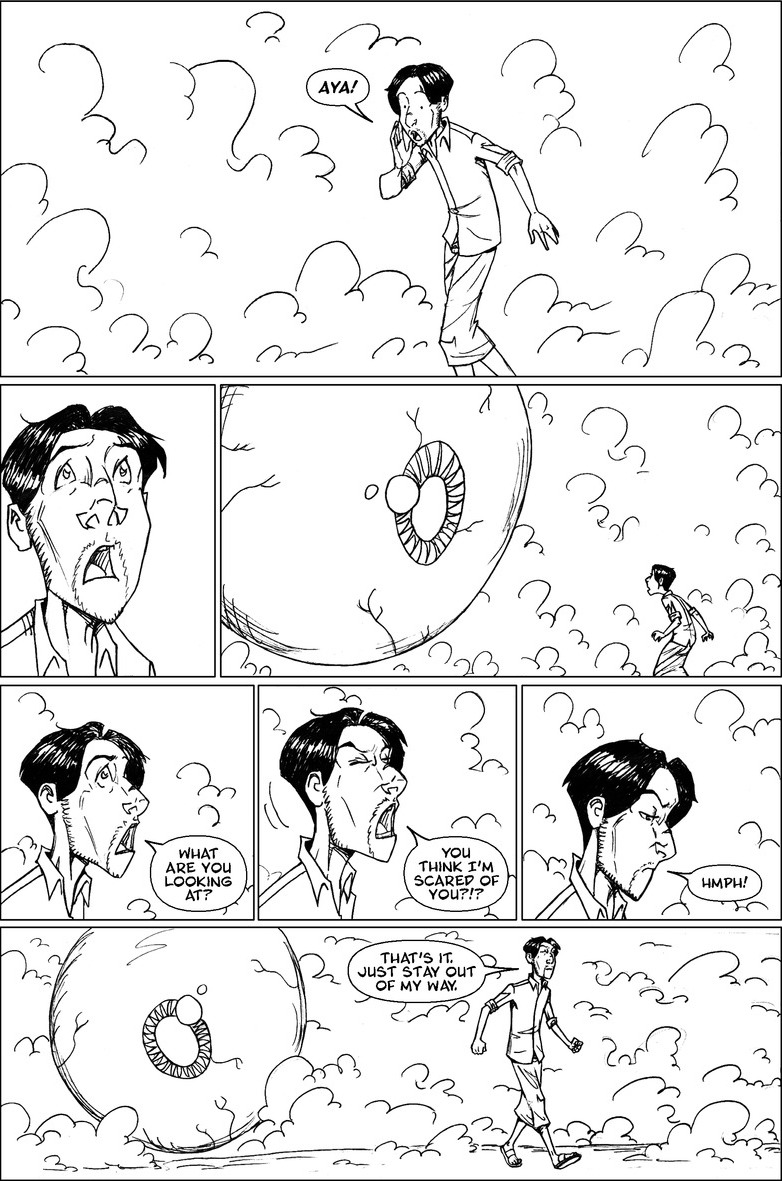 AYA!
WHAT
ARE YOU
LOOKING
AT?
YOU
THINK I'M
SCARED OF
YOU?!?
HMPH!
THAT'S IT.
JUST STAY OUT
OF MY WAY.